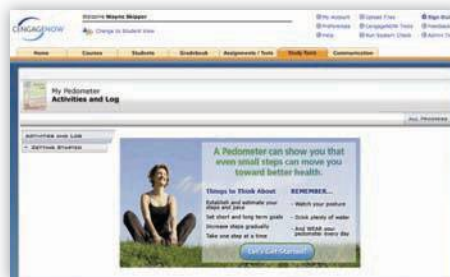 CENGAGENOW
Welcome Wayne Skipper
Change to Student View
My Account
Upload Files
Sign Out
Preferences
CengageNOW Tools
Feedback
Help
Run System Check
Admin
Home
Courses
Students
Gradebook
Assignments / Tests
Study Tools
Communication
My Pedometer
Activities and Log
ALL PROGRESS
ACTIVITIES AND LOG
GETTING STARTED
A Pedometer can show you that
even small steps can move you
toward better health.
Things to Think About
Establish and estimate your
steps and pace
Set short and long term goals
Increase steps gradually
Take one step at a time
REMEMBER...
- Watch your posture
- Drink plenty of water
- And WEAR your
pedometer every day
Let's Get Started!